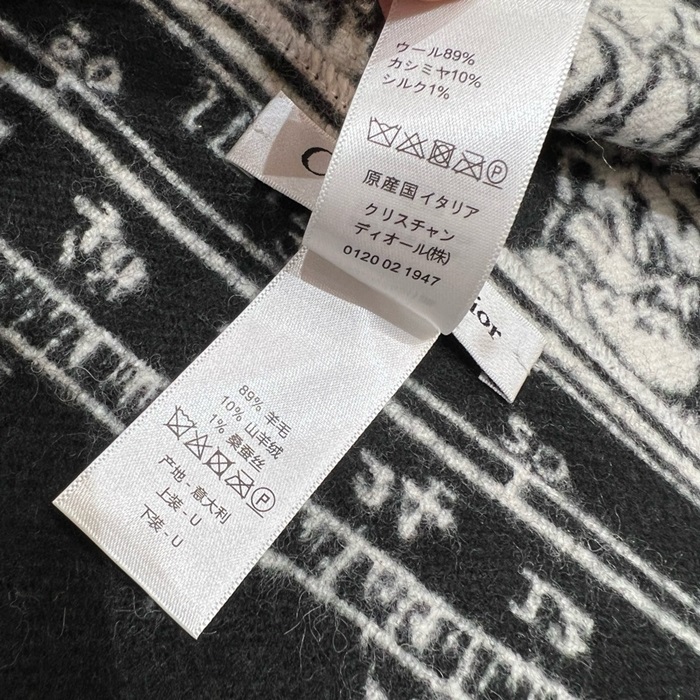 ウール89%
カシミヤ10%
シルク1%
P
原産国イタリア
クリスチャン
ディオール(株)
0120 02 1947
89% 羊毛
10% 山羊绒
1% 桑蚕丝
P
产地 - 意大利
上装 - U
下装 - U